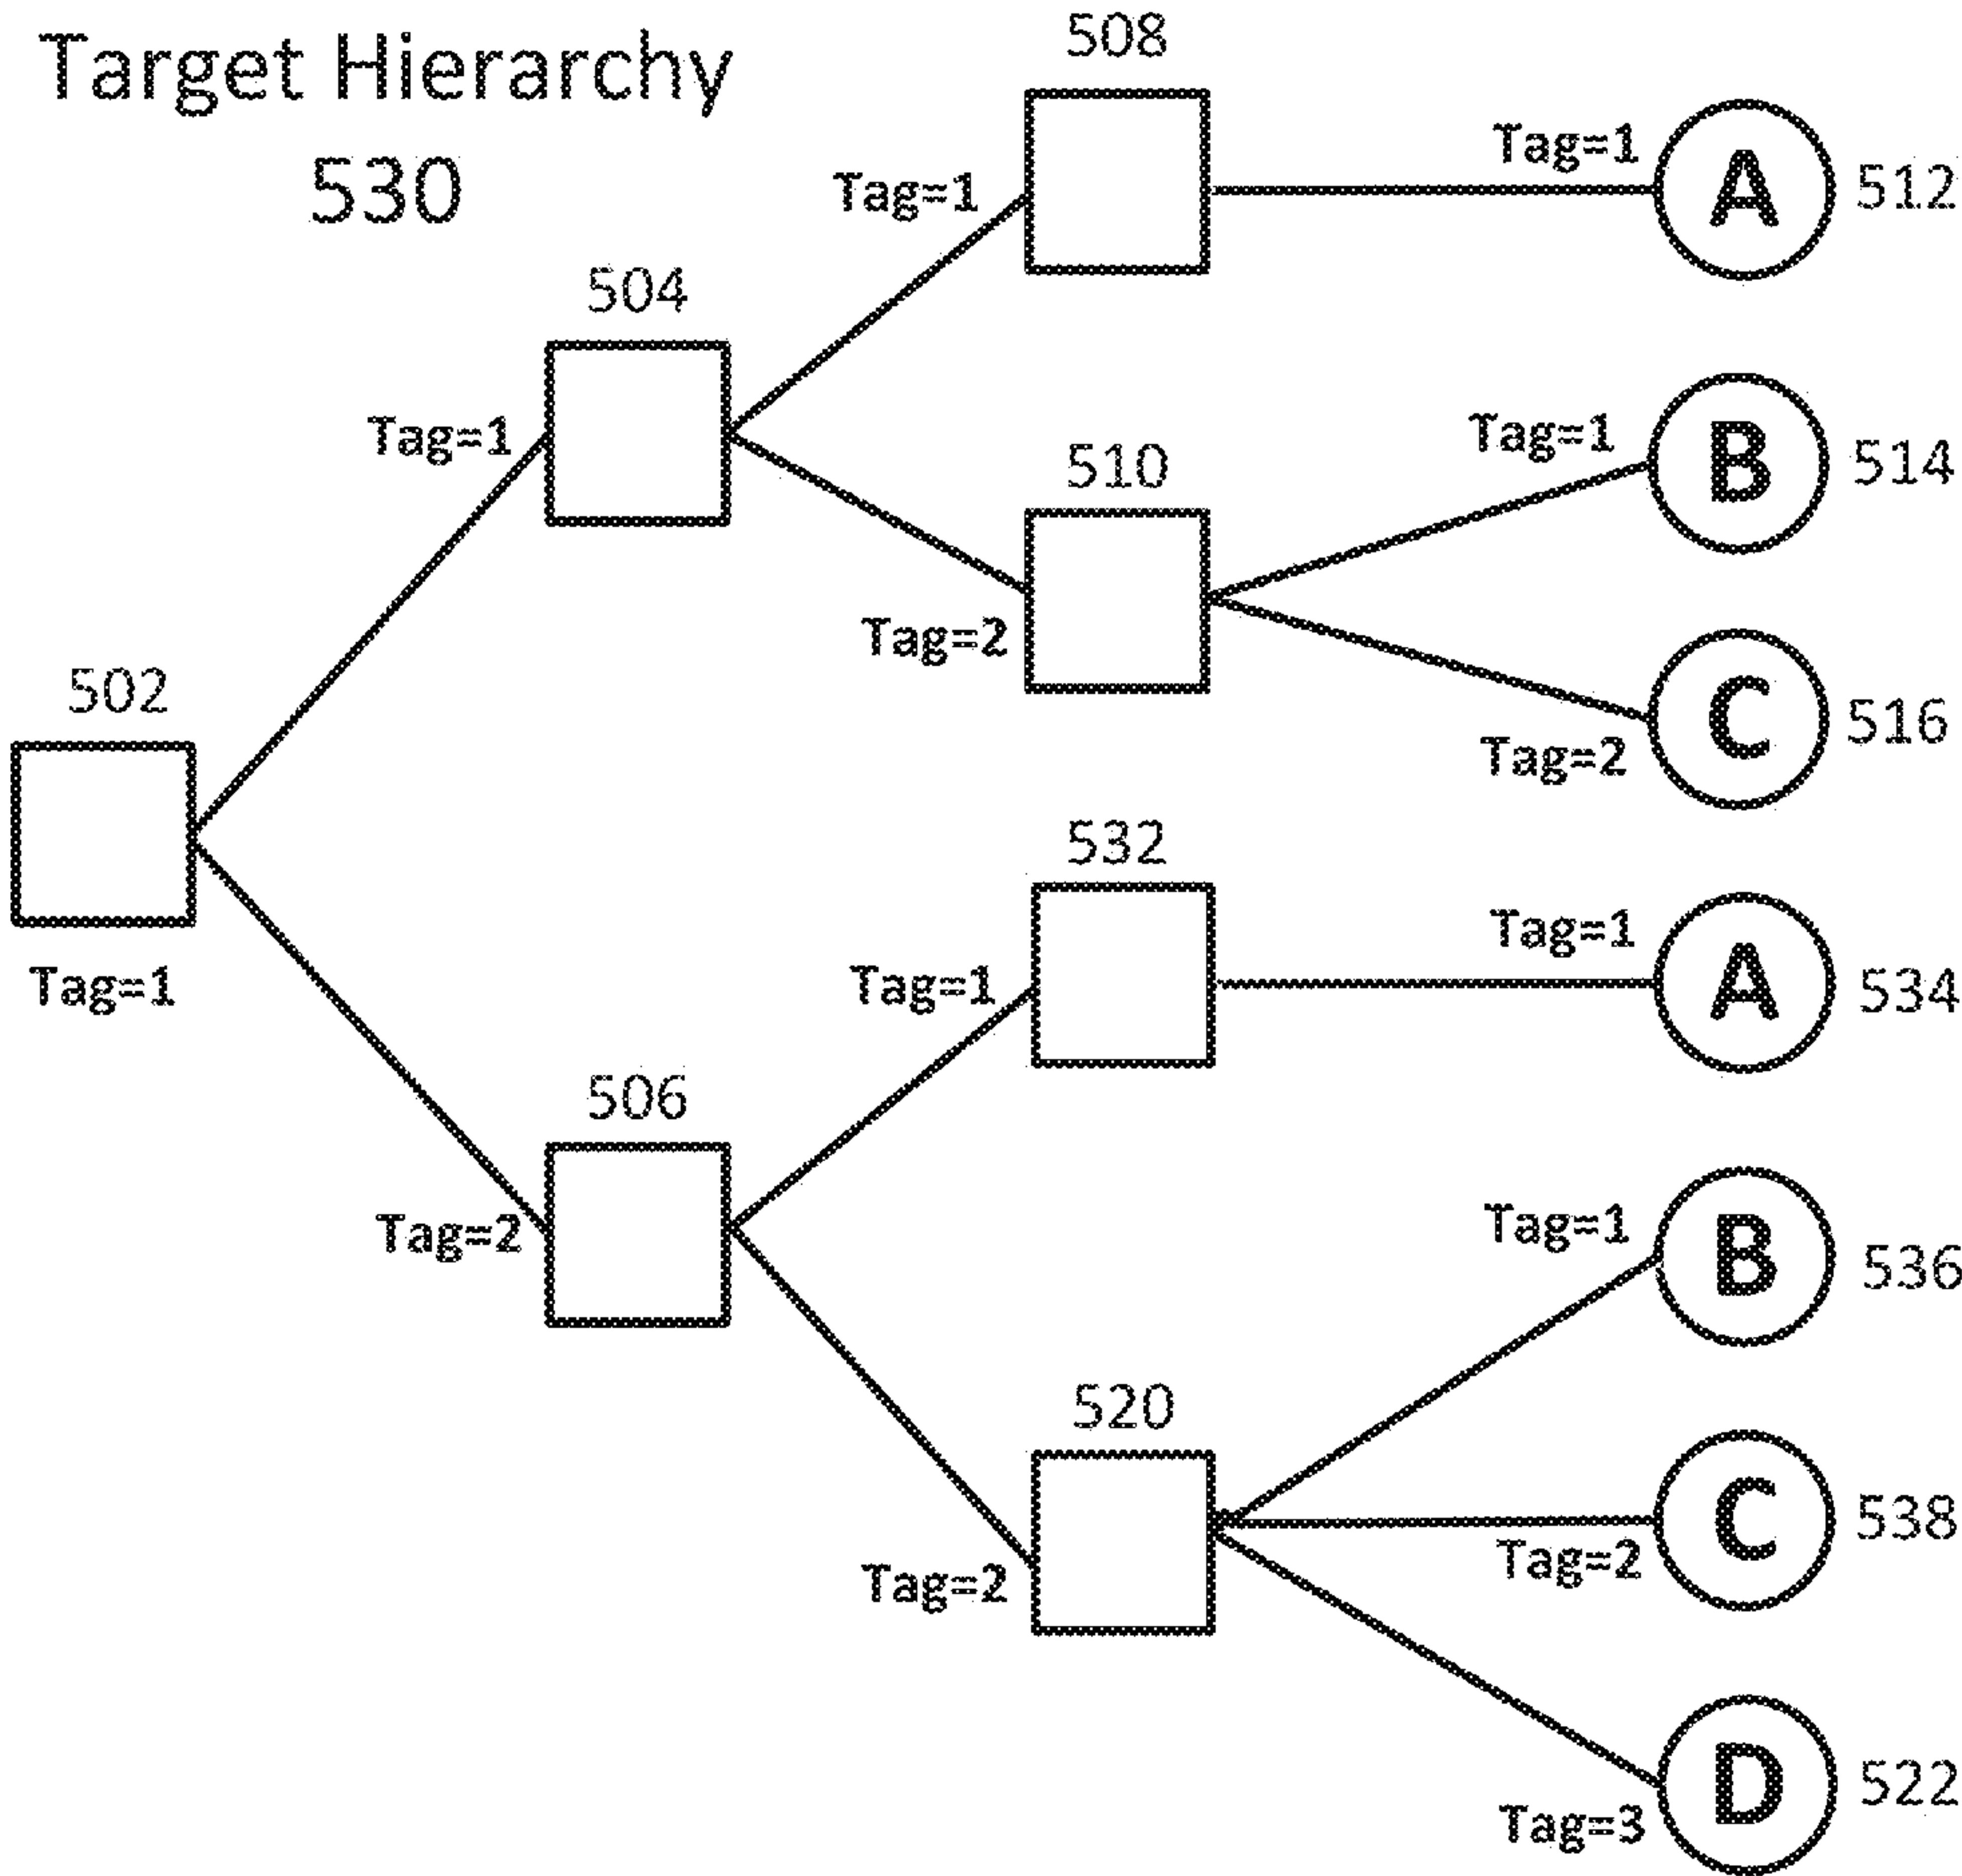 Target Hierarchy
530
508
Tag=1
A
512
Tag=1
504
Tag=1
510
Tag=1
B
514
Tag=2
C
516
Tag=2
502
Tag=1
532
Tag=1
A
534
Tag=1
506
Tag=2
Tag=1
B
536
520
Tag=2
C
538
Tag=2
D
522
Tag=3